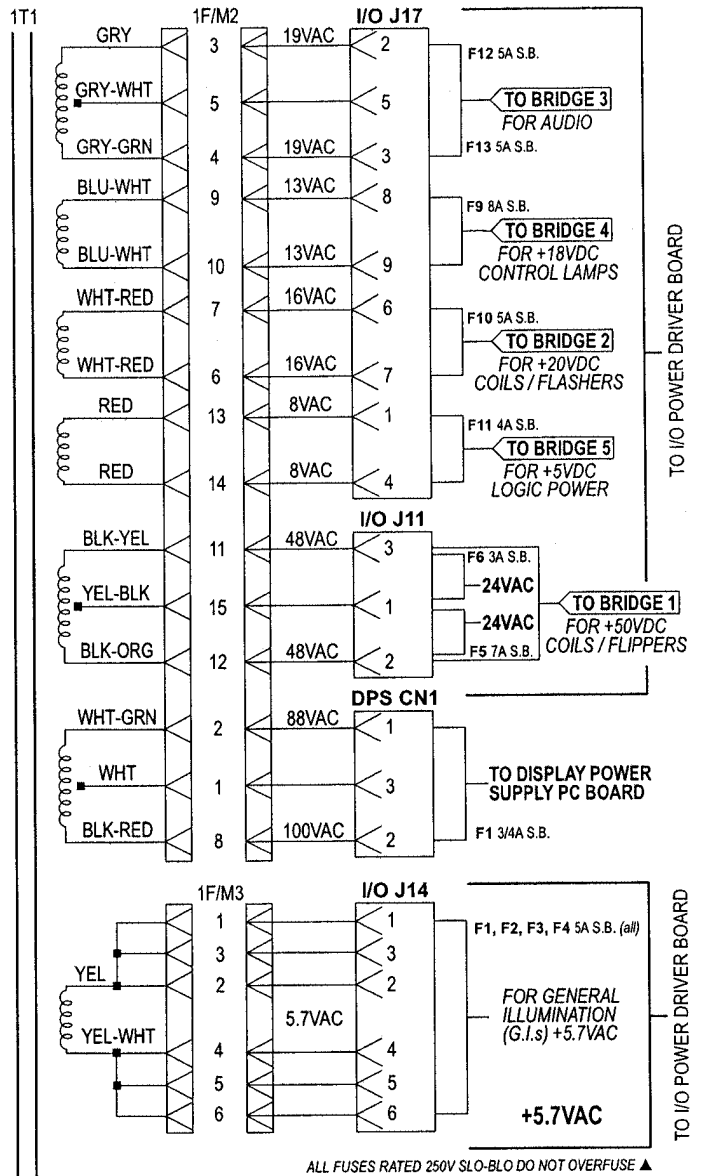 1T1 1F/M2 I/O J17
GRY 3 19VAC 2
F12 5A S.B.
GRY-WHT 5 5
TO BRIDGE 3
FOR AUDIO
GRY-GRN 4 19VAC 3
F13 5A S.B.
BLU-WHT 9 13VAC 8
F9 8A S.B.
TO BRIDGE 4
FOR +18VDC
CONTROL LAMPS
BLU-WHT 10 13VAC 9
WHT-RED 7 16VAC 6
F10 5A S.B.
TO BRIDGE 2
FOR +20VDC
COILS / FLASHERS
WHT-RED 6 16VAC 7
RED 13 8VAC 1
F11 4A S.B.
TO BRIDGE 5
FOR +5VDC
LOGIC POWER
RED 14 8VAC 4
TO I/O POWER DRIVER BOARD
I/O J11
BLK-YEL 11 48VAC 3
F6 3A S.B.
24VAC
YEL-BLK 15 1
TO BRIDGE 1
FOR +50VDC
COILS / FLIPPERS
24VAC
F5 7A S.B.
BLK-ORG 12 48VAC 2
DPS CN1
WHT-GRN 2 88VAC 1
WHT 1 3
TO DISPLAY POWER
SUPPLY PC BOARD
BLK-RED 8 100VAC 2
F1 3/4A S.B.
1F/M3 I/O J14
1 1
F1, F2, F3, F4 5A S.B. (all)
3 3
YEL 2 2
5.7VAC
FOR GENERAL
ILLUMINATION
(G.I.s) +5.7VAC
YEL-WHT 4 4
5 5
6 6
+5.7VAC
TO I/O POWER DRIVER BOARD
ALL FUSES RATED 250V SLO-BLO DO NOT OVERFUSE ▲